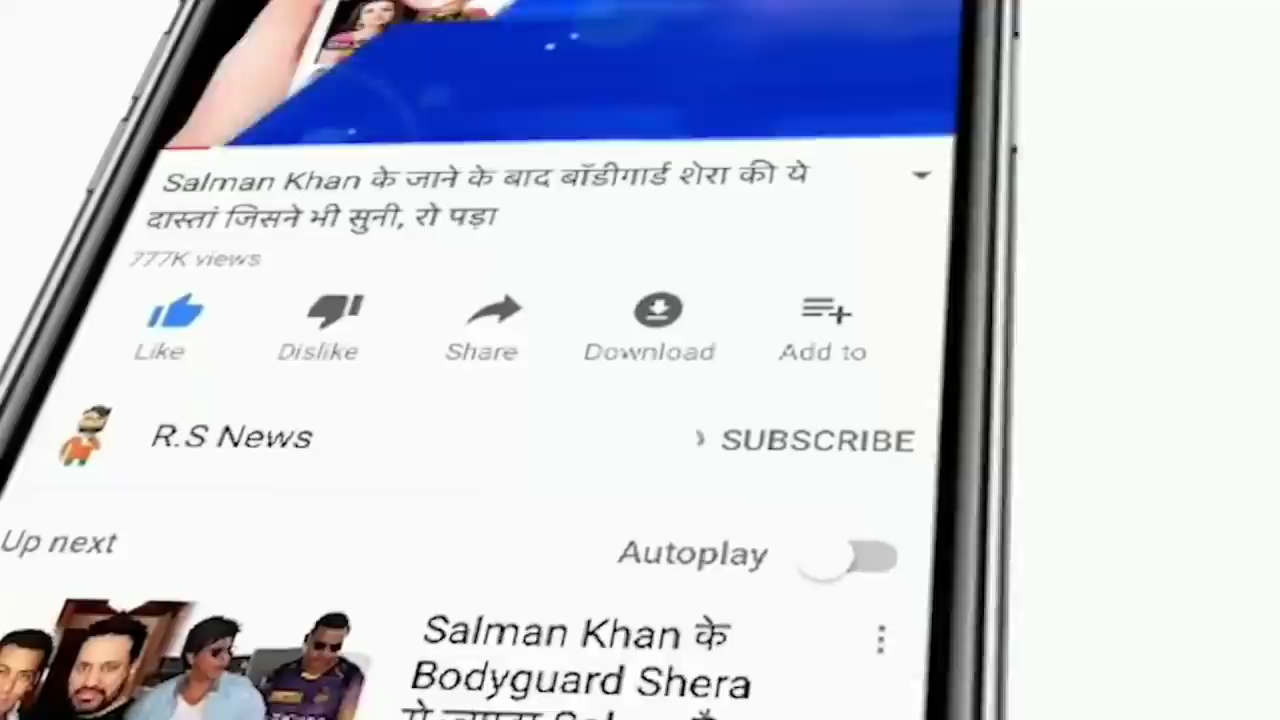 Salman Khan के जाने के बाद बॉडीगार्ड शेरा की ये
दास्तां जिसने भी सुनी, रो पड़ा
777K views
Like Dislike Share Download Add to
R.S News SUBSCRIBE
Up next Autoplay
Salman Khan के
Bodyguard Shera